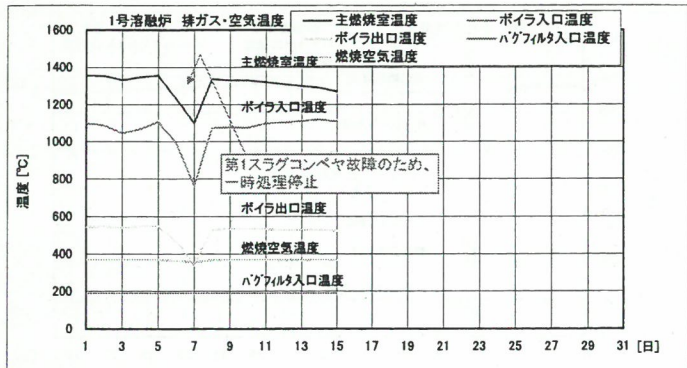 1号溶融炉 排ガス・空気温度
主燃焼室温度
ボイラ入口温度
ボイラ出口温度
バグフィルタ入口温度
燃焼空気温度
温度 [℃]
1600
1400
1200
1000
800
600
400
200
0
主燃焼室温度
ボイラ入口温度
第1スラグコンベヤ故障のため、
一時処理停止
ボイラ出口温度
燃焼空気温度
バグフィルタ入口温度
1 3 5 7 9 11 13 15 17 19 21 23 25 27 29 31 [日]